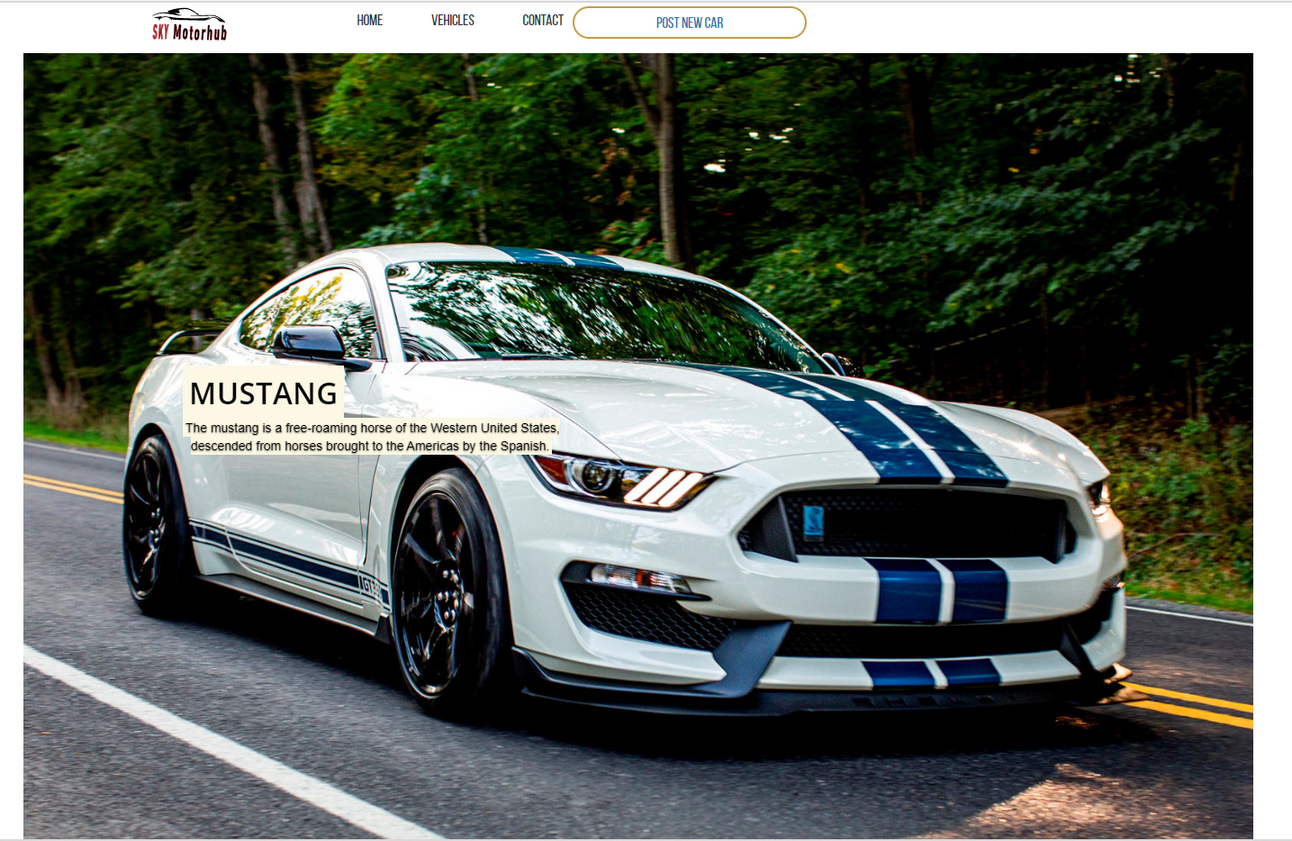 SKY Motorhub
HOME
VEHICLES
CONTACT
POST NEW CAR
MUSTANG
The mustang is a free-roaming horse of the Western United States,
descended from horses brought to the Americas by the Spanish.